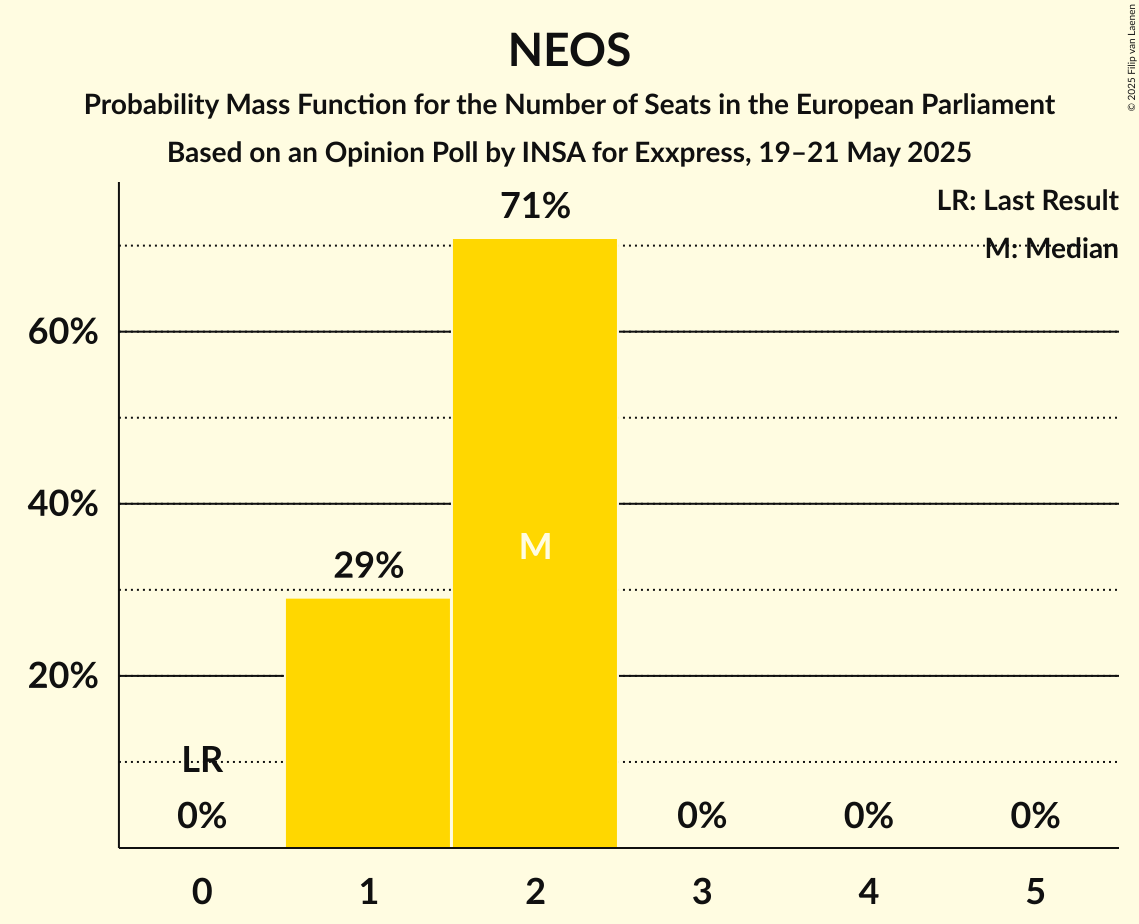 NEOS
Probability Mass Function for the Number of Seats in the European Parliament
Based on an Opinion Poll by INSA for Exxpress, 19–21 May 2025
© 2025 Filip van Laenen
LR: Last Result
M: Median
71%
60%
M
40%
29%
20%
LR
0%
0%
0%
0%
0
1
2
3
4
5